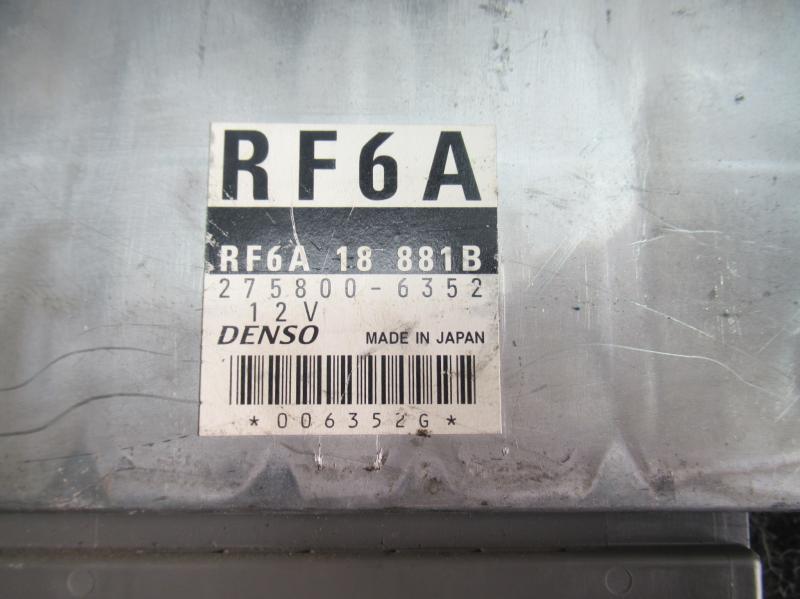 RF6A
RF6A 18 881B
275800-6352
12V
DENSO MADE IN JAPAN
*006352G*